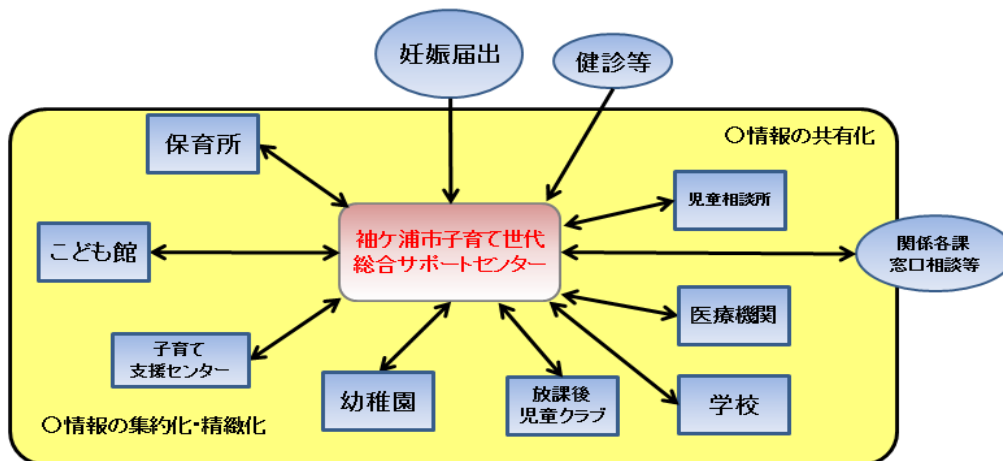 妊娠届出
健診等
〇情報の共有化
保育所
児童相談所
こども館
袖ケ浦市子育て世代
総合サポートセンター
関係各課
窓口相談等
医療機関
子育て
支援センター
幼稚園
放課後
児童クラブ
学校
〇情報の集約化・精緻化